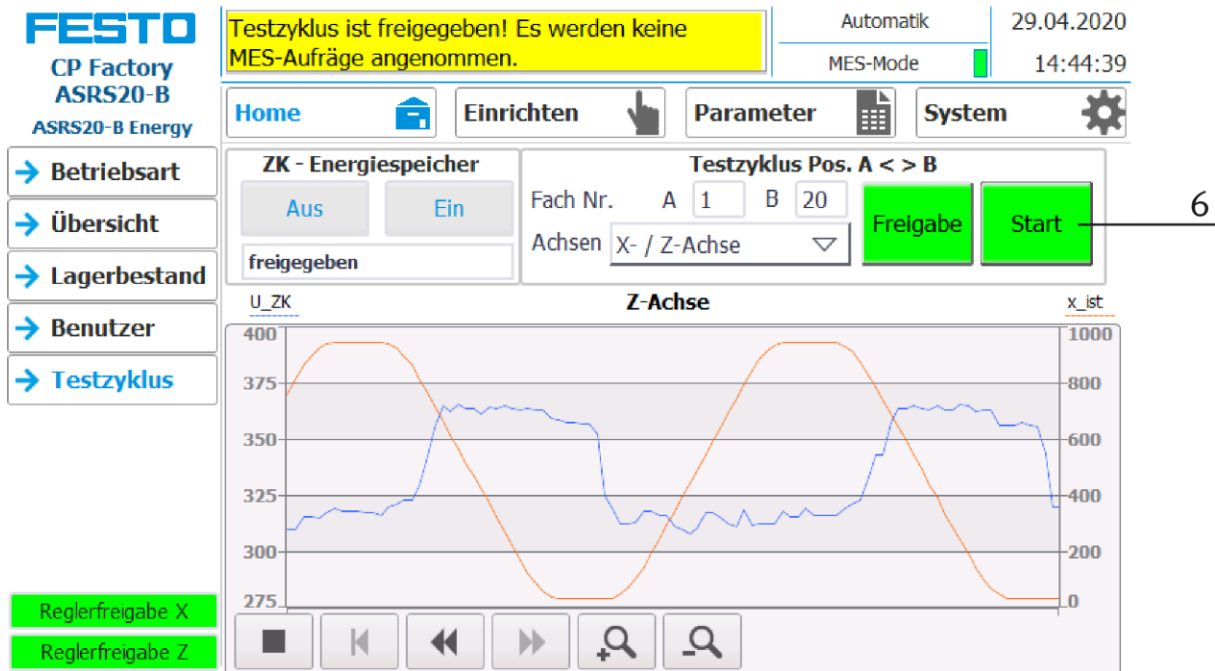 FESTO
CP Factory
ASRS20-B
ASRS20-B Energy
Testzyklus ist freigegeben! Es werden keine
MES-Aufräge angenommen.
Automatik
MES-Mode
29.04.2020
14:44:39
Home
Einrichten
Parameter
System
Betriebsart
Übersicht
Lagerbestand
Benutzer
Testzyklus
ZK - Energiespeicher
Aus
Ein
freigegeben
Testzyklus Pos. A < > B
Fach Nr. A 1 B 20
Achsen X- / Z-Achse
Freigabe
Start
6
U_ZK
Z-Achse
x_ist
400
375
350
325
300
275
1000
800
600
400
200
0
Reglerfreigabe X
Reglerfreigabe Z